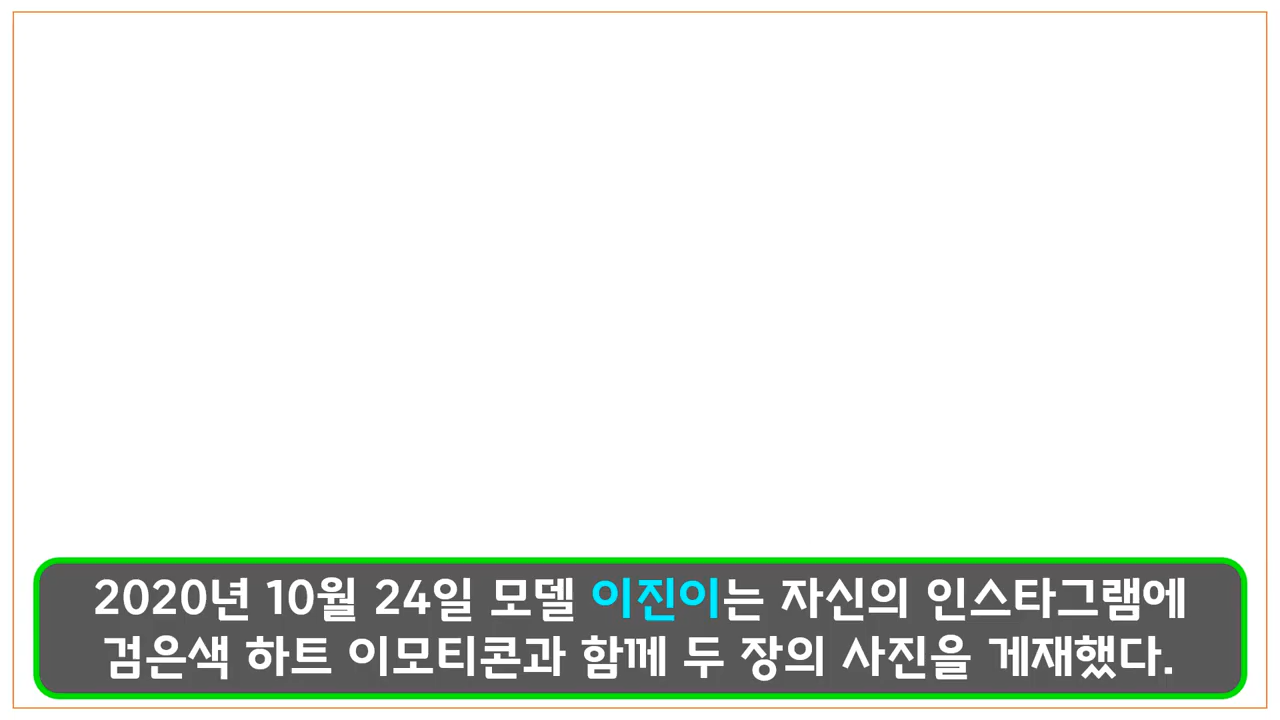 2020년 10월 24일 모델 이진이는 자신의 인스타그램에
검은색 하트 이모티콘과 함께 두 장의 사진을 게재했다.